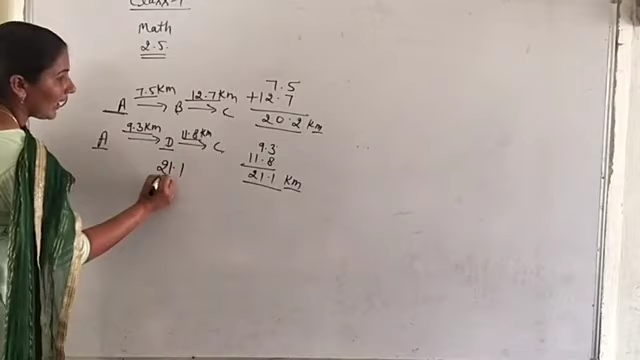 Class-7
Math
2.5.
A 7.5Km → B 12.7Km → C
7.5
+12.7
20.2 Km
A 9.3Km → D 11.8Km → C
9.3
11.8
21.1 Km
21.1